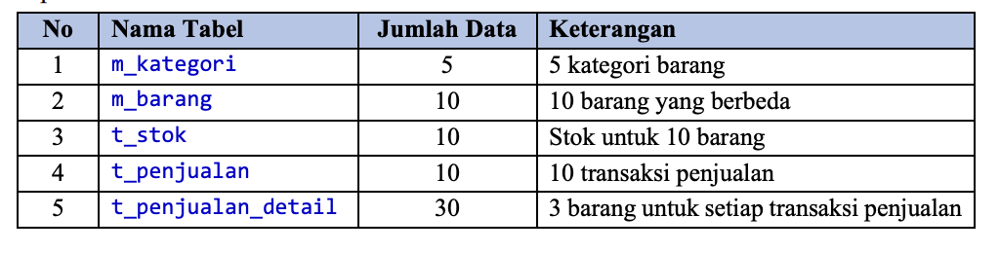 No Nama Tabel Jumlah Data Keterangan
1 m_kategori 5 5 kategori barang
2 m_barang 10 10 barang yang berbeda
3 t_stok 10 Stok untuk 10 barang
4 t_penjualan 10 10 transaksi penjualan
5 t_penjualan_detail 30 3 barang untuk setiap transaksi penjualan